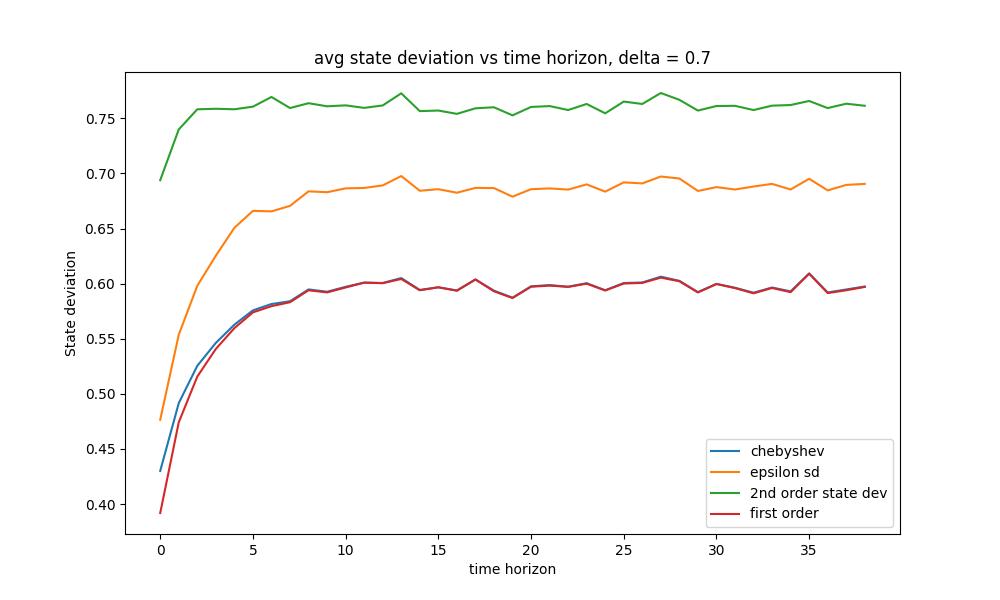 avg state deviation vs time horizon, delta = 0.7
State deviation
0.75
0.70
0.65
0.60
0.55
0.50
0.45
0.40
chebyshev
epsilon sd
2nd order state dev
first order
0 5 10 15 20 25 30 35
time horizon